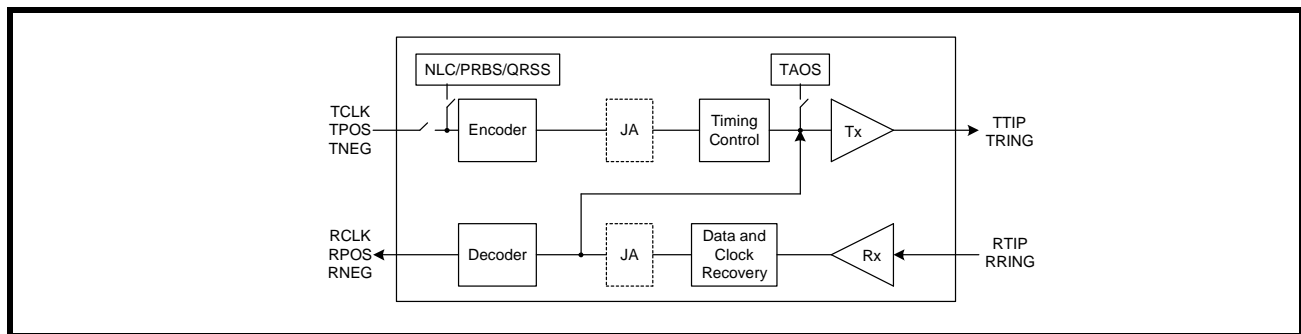 NLC/PRBS/QRSS
TAOS
TCLK
TPOS
TNEG
Encoder
JA
Timing
Control
Tx
TTIP
TRING
RCLK
RPOS
RNEG
Decoder
JA
Data and
Clock
Recovery
Rx
RTIP
RRING